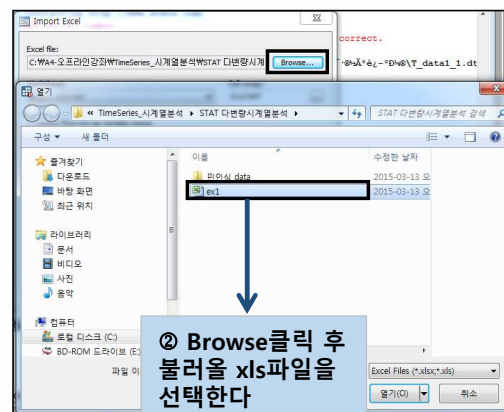 Import Excel
correct.
Excel file:
C:₩A4-오프라인강좌₩TimeSeries_시계열분석₩STAT 다변량시계
Browse...
T_data1_1.dt
열기
« TimeSeries_시계열분석 ▸ STAT 다변량시계열분석 ▸
STAT 다변량시계열분석 검색
구성 ▾ 새 폴더
이름
수정한 날짜
즐겨찾기
다운로드
바탕 화면
최근 위치
민인식 data
2015-03-13 오
ex1
2015-03-13 오
라이브러리
문서
비디오
사진
음악
컴퓨터
로컬 디스크 (C:)
BD-ROM 드라이브 (E:)
② Browse클릭 후
불러올 xls파일을
선택한다
파일 이
Excel Files (*.xlsx;*.xls)
열기(O)
취소